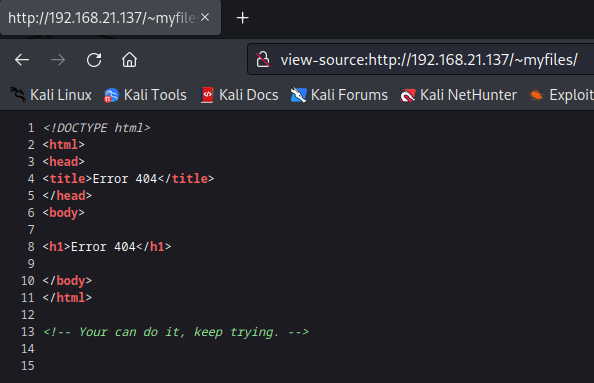 http://192.168.21.137/~myfile
view-source:http://192.168.21.137/~myfiles/
Kali Linux Kali Tools Kali Docs Kali Forums Kali NetHunter Exploit
1 <!DOCTYPE html>
2 <html>
3 <head>
4 <title>Error 404</title>
5 </head>
6 <body>
7
8 <h1>Error 404</h1>
9
10 </body>
11 </html>
12
13 <!-- Your can do it, keep trying. -->
14
15